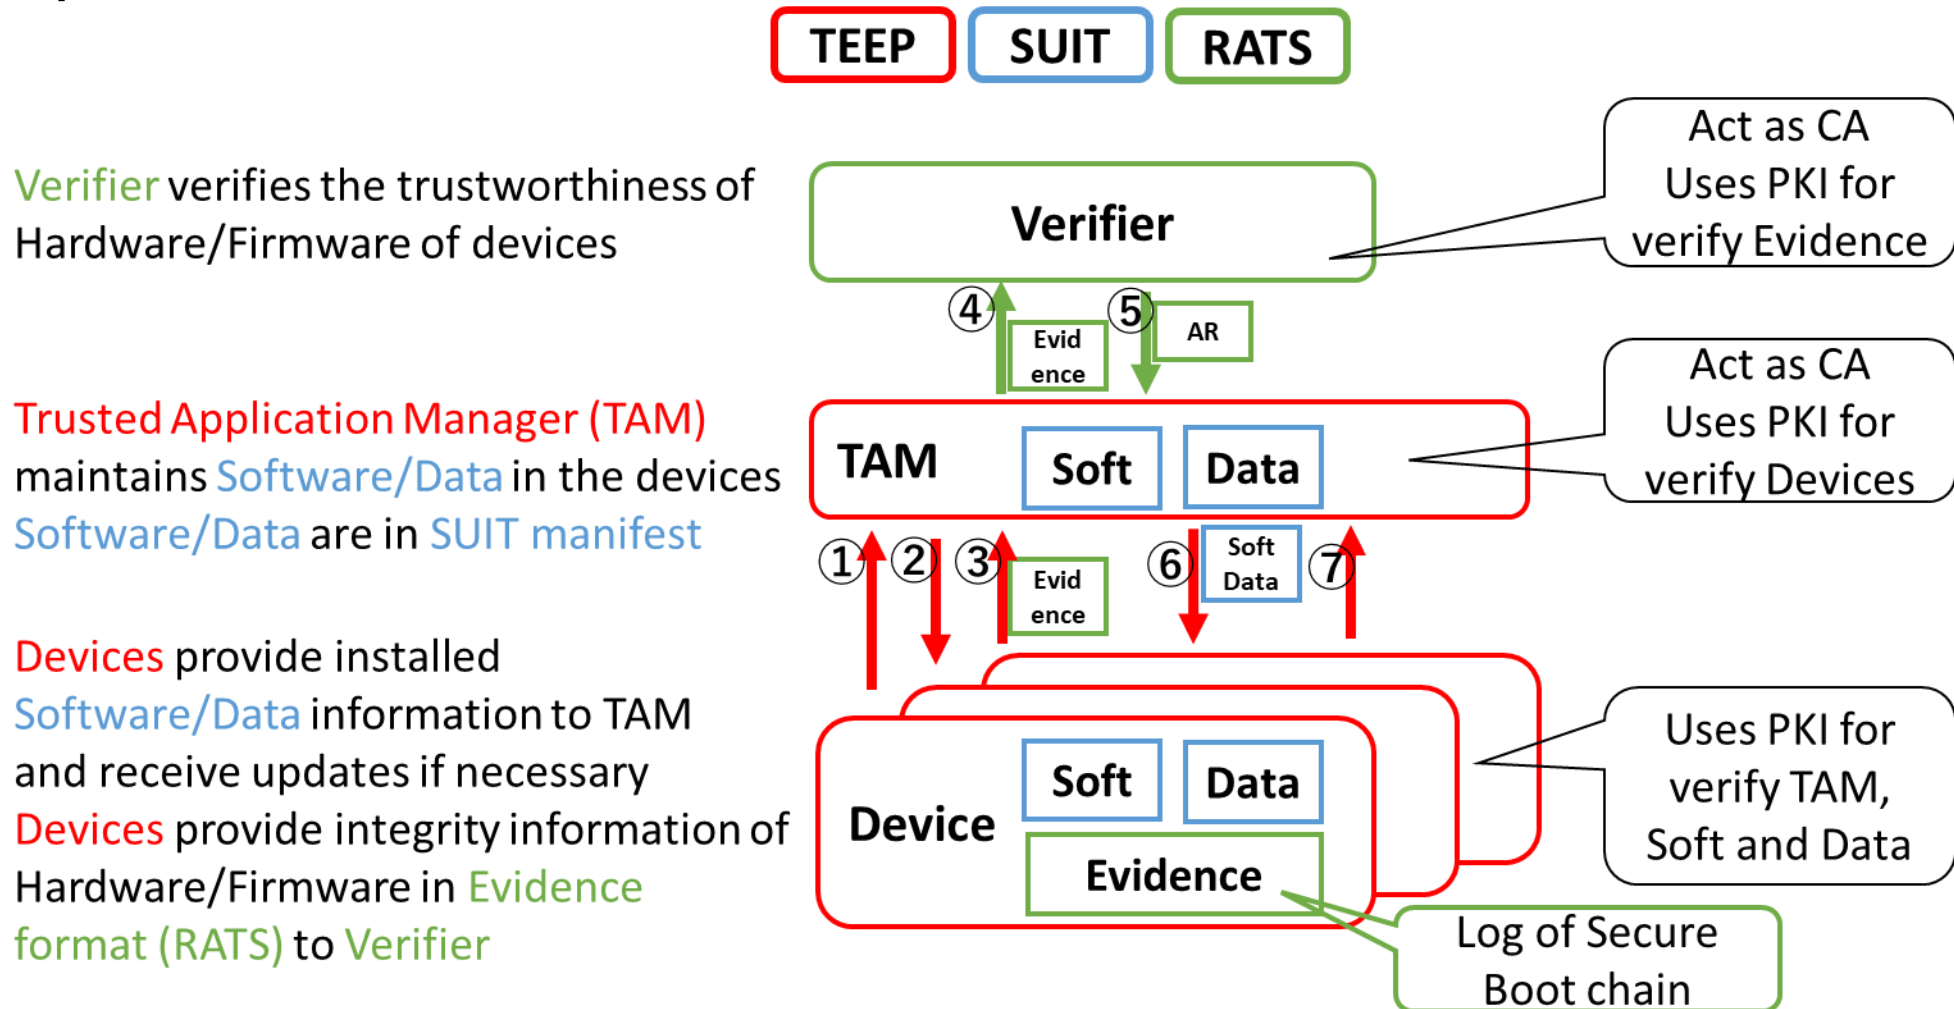 TEEP
SUIT
RATS
Verifier verifies the trustworthiness of
Hardware/Firmware of devices
Verifier
Act as CA
Uses PKI for
verify Evidence
④
Evid
ence
⑤
AR
Trusted Application Manager (TAM)
maintains Software/Data in the devices
Software/Data are in SUIT manifest
TAM
Soft
Data
Act as CA
Uses PKI for
verify Devices
①
②
③
Evid
ence
⑥
Soft
Data
⑦
Devices provide installed
Software/Data information to TAM
and receive updates if necessary
Devices provide integrity information of
Hardware/Firmware in Evidence
format (RATS) to Verifier
Device
Soft
Data
Evidence
Uses PKI for
verify TAM,
Soft and Data
Log of Secure
Boot chain